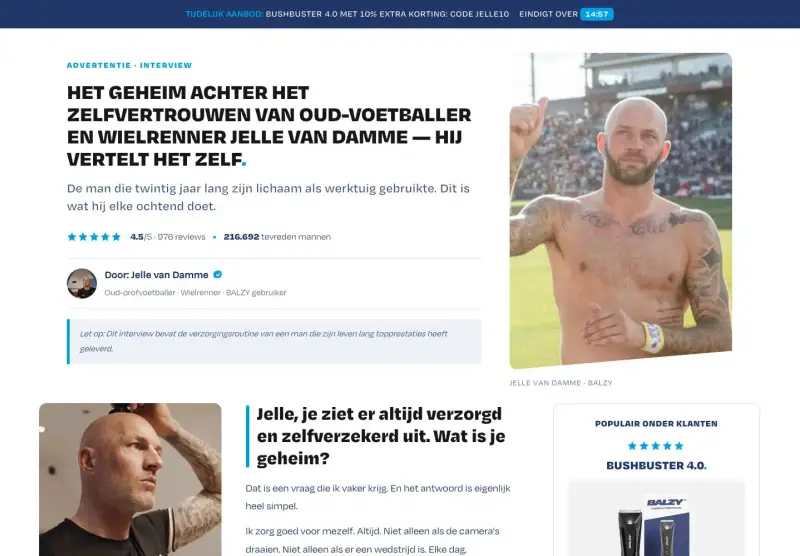 TIJDELIJK AANBOD: BUSHBUSTER 4.0 MET 10% EXTRA KORTING: CODE JELLE10 EINDIGT OVER 14:57
ADVERTENTIE · INTERVIEW
HET GEHEIM ACHTER HET
ZELFVERTROUWEN VAN OUD-VOETBALLER
EN WIELRENNER JELLE VAN DAMME — HIJ
VERTELT HET ZELF.
De man die twintig jaar lang zijn lichaam als werktuig gebruikte. Dit is
wat hij elke ochtend doet.
4.5/5 · 976 reviews • 216.692 tevreden mannen
Door: Jelle van Damme
Oud-profvoetballer · Wielrenner · BALZY gebruiker
Let op: Dit interview bevat de verzorgingsroutine van een man die zijn leven lang topprestaties heeft
geleverd.
JELLE VAN DAMME · BALZY
Jelle, je ziet er altijd verzorgd
en zelfverzekerd uit. Wat is je
geheim?
Dat is een vraag die ik vaker krijg. En het antwoord is eigenlijk
heel simpel.
Ik zorg goed voor mezelf. Altijd. Niet alleen als de camera's
draaien. Niet alleen als er een wedstrijd is. Elke dag.
POPULAIR ONDER KLANTEN
BUSHBUSTER 4.0.
BALZY